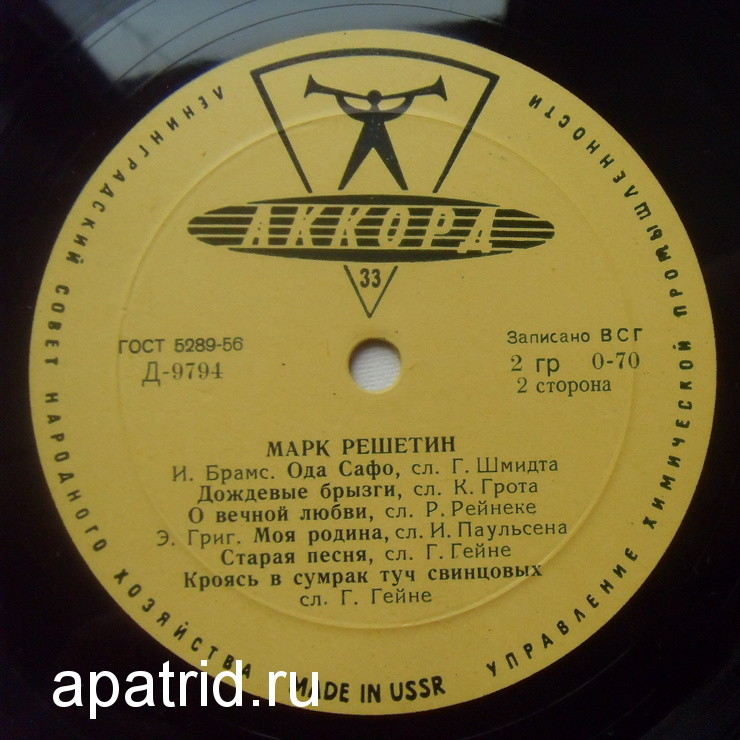 ЛЕНИНГРАДСКИЙ СОВЕТ НАРОДНОГО ХОЗЯЙСТВА
УПРАВЛЕНИЕ ХИМИЧЕСКОЙ ПРОМЫШЛЕННОСТИ
АККОРД
33
ГОСТ 5289-56
Д-9794
Записано ВСГ
2 гр 0-70
2 сторона
МАРК РЕШЕТИН
И. Брамс. Ода Сафо, сл. Г. Шмидта
Дождевые брызги, сл. К. Грота
О вечной любви, сл. Р. Рейнеке
Э. Григ. Моя родина, сл. И. Паульсена
Старая песня, сл. Г. Гейне
Кроясь в сумрак туч свинцовых
сл. Г. Гейне
MADE IN USSR
apatrid.ru